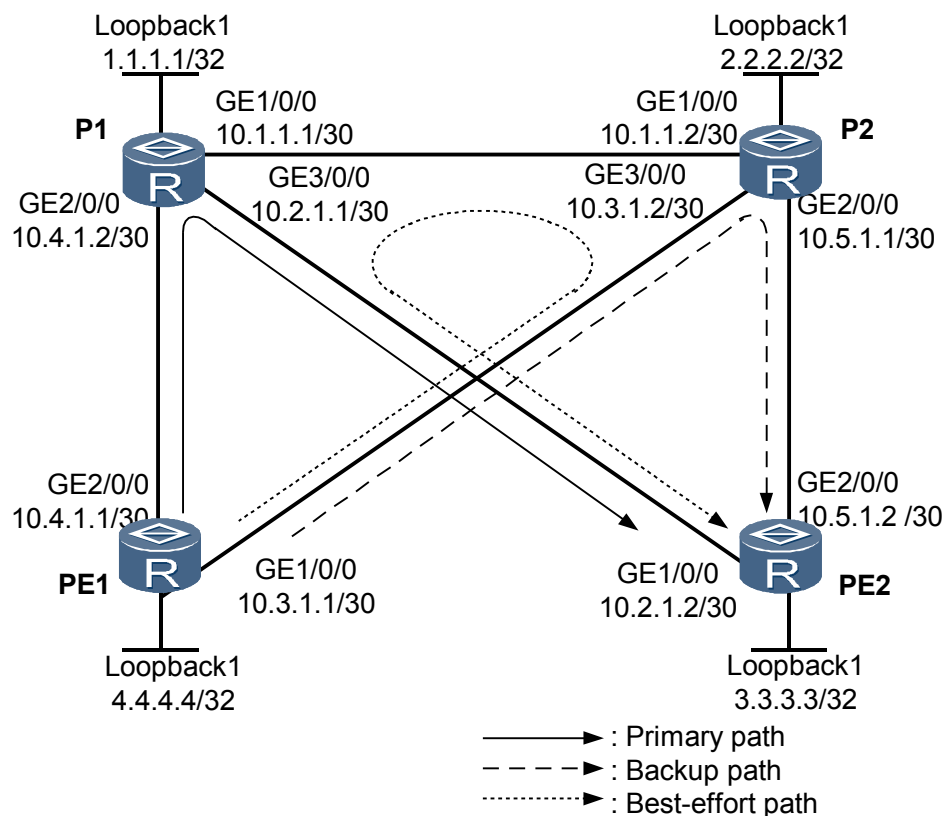 Loopback1
1.1.1.1/32
Loopback1
2.2.2.2/32
P1
GE1/0/0
10.1.1.1/30
GE1/0/0
10.1.1.2/30
P2
R
R
GE3/0/0
10.2.1.1/30
GE3/0/0
10.3.1.2/30
GE2/0/0
10.4.1.2/30
GE2/0/0
10.5.1.1/30
GE2/0/0
10.4.1.1/30
GE2/0/0
10.5.1.2 /30
PE1
R
GE1/0/0
10.3.1.1/30
GE1/0/0
10.2.1.2/30
R
PE2
Loopback1
4.4.4.4/32
Loopback1
3.3.3.3/32
: Primary path
: Backup path
: Best-effort path